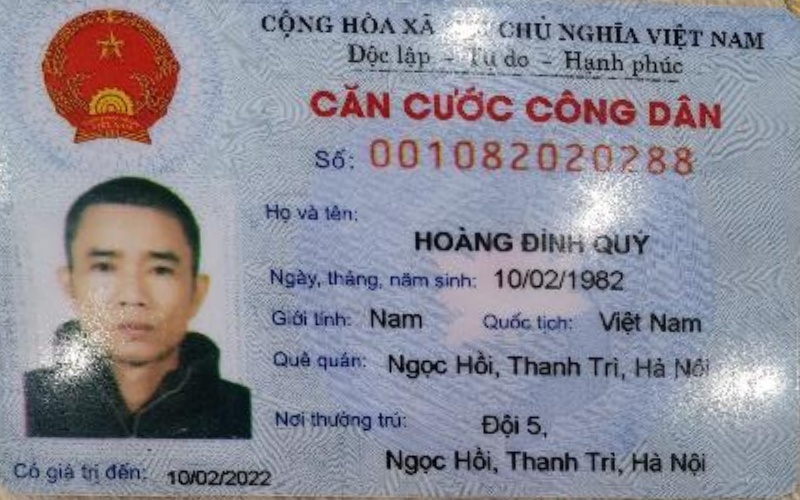 CỘNG HÒA XÃ CHỦ NGHĨA VIỆT NAM
Độc lập - Tự do - Hạnh phúc
CĂN CƯỚC CÔNG DÂN
Số: 001082020288
Họ và tên:
HOÀNG ĐÌNH QUÝ
Ngày, tháng, năm sinh: 10/02/1982
Giới tính: Nam Quốc tịch: Việt Nam
Quê quán: Ngọc Hồi, Thanh Trì, Hà Nội
Nơi thường trú: Đội 5,
Ngọc Hồi, Thanh Trì, Hà Nội
Có giá trị đến: 10/02/2022